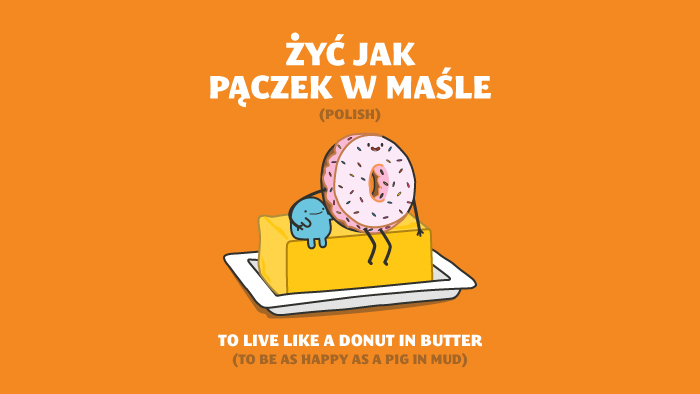 ŻYĆ JAK
PĄCZEK W MAŚLE
(POLISH)
TO LIVE LIKE A DONUT IN BUTTER
(TO BE AS HAPPY AS A PIG IN MUD)